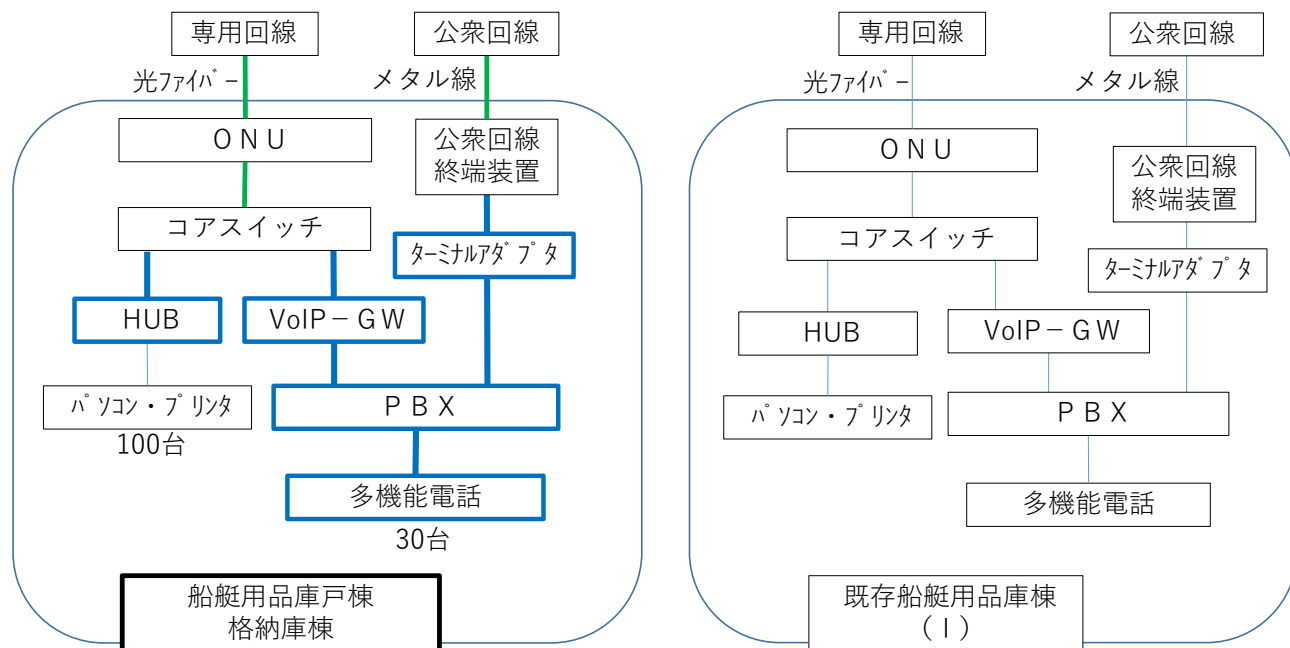 専用回線
公衆回線
光ﾌｧｲﾊﾞｰ
メタル線
ＯＮＵ
公衆回線
終端装置
コアスイッチ
ﾀｰﾐﾅﾙｱﾀﾞﾌﾟﾀ
HUB
VoIP－ＧＷ
ﾊﾟｿｺﾝ・ﾌﾟﾘﾝﾀ
100台
ＰＢＸ
多機能電話
30台
船艇用品庫戸棟
格納庫棟
専用回線
公衆回線
光ﾌｧｲﾊﾞｰ
メタル線
ＯＮＵ
公衆回線
終端装置
コアスイッチ
ﾀｰﾐﾅﾙｱﾀﾞﾌﾟﾀ
HUB
VoIP－ＧＷ
ﾊﾟｿｺﾝ・ﾌﾟﾘﾝﾀ
ＰＢＸ
多機能電話
既存船艇用品庫棟
（Ｉ）